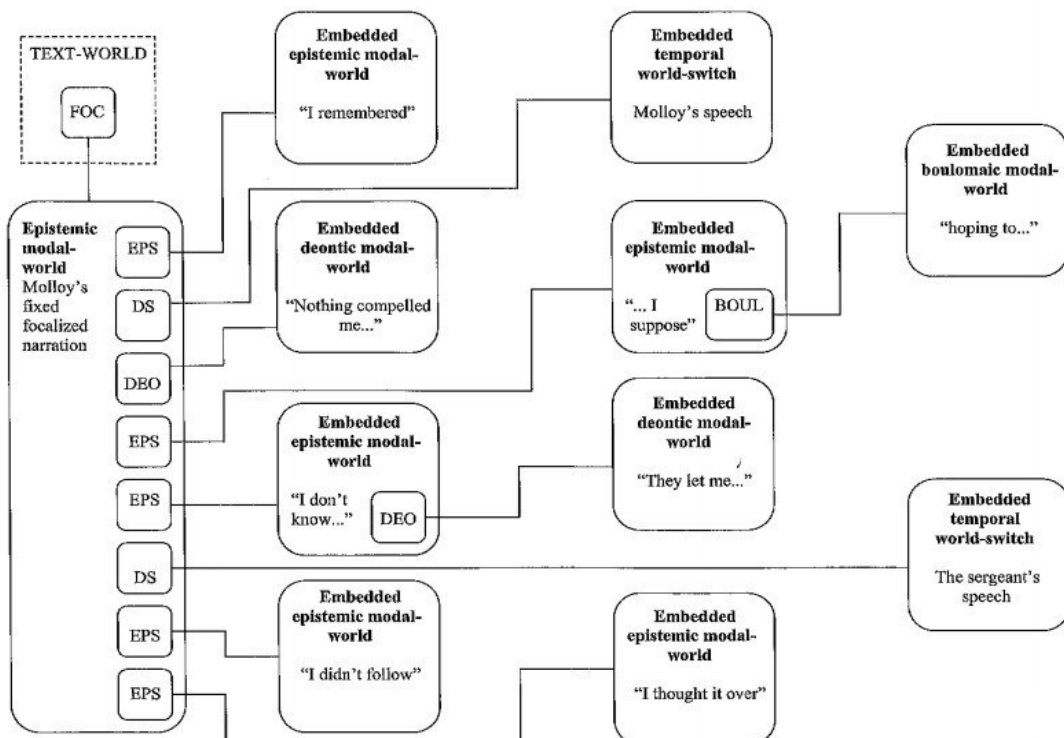 TEXT-WORLD
FOC
Epistemic
modal-
world
Molloy's
fixed
focalized
narration
EPS
DS
DEO
EPS
EPS
DS
EPS
EPS
Embedded
epistemic modal-
world
"I remembered"
Embedded
temporal
world-switch
Molloy's speech
Embedded
boulomaic modal-
world
"hoping to..."
Embedded
deontic modal-
world
"Nothing compelled
me..."
Embedded
epistemic modal-
world
"... I
suppose"
BOUL
Embedded
epistemic modal-
world
"I don't
know..."
DEO
Embedded
deontic modal-
world
"They let me..."
Embedded
temporal
world-switch
The sergeant's
speech
Embedded
epistemic modal-
world
"I didn't follow"
Embedded
epistemic modal-
world
"I thought it over"